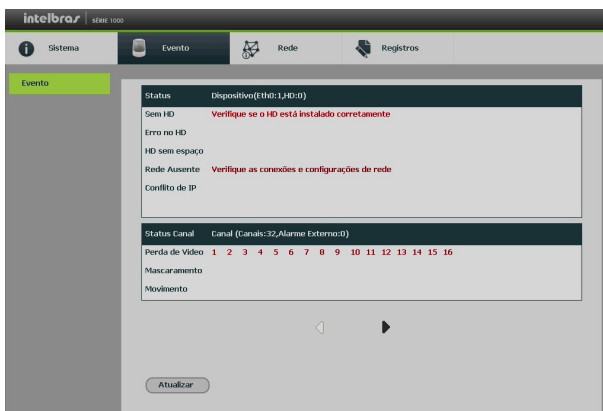 intelbras SÉRIE 1000
Sistema Evento Rede Registros
Evento
Status Dispositivo(Eth0:1,HD:0)
Sem HD Verifique se o HD está instalado corretamente
Erro no HD
HD sem espaço
Rede Ausente Verifique as conexões e configurações de rede
Conflito de IP
Status Canal Canal (Canais:32,Alarme Externo:0)
Perda de Video 1 2 3 4 5 6 7 8 9 10 11 12 13 14 15 16
Mascaramento
Movimento
Atualizar